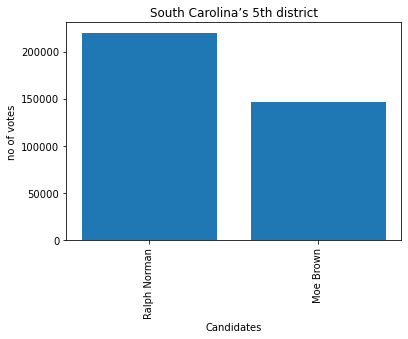 South Carolina’s 5th district
no of votes
200000
150000
100000
50000
0
Ralph Norman
Moe Brown
Candidates